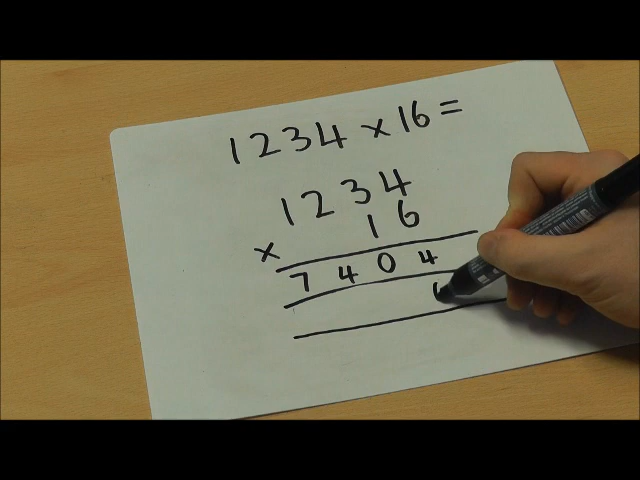 1234 × 16 =
1234
16
×
7404